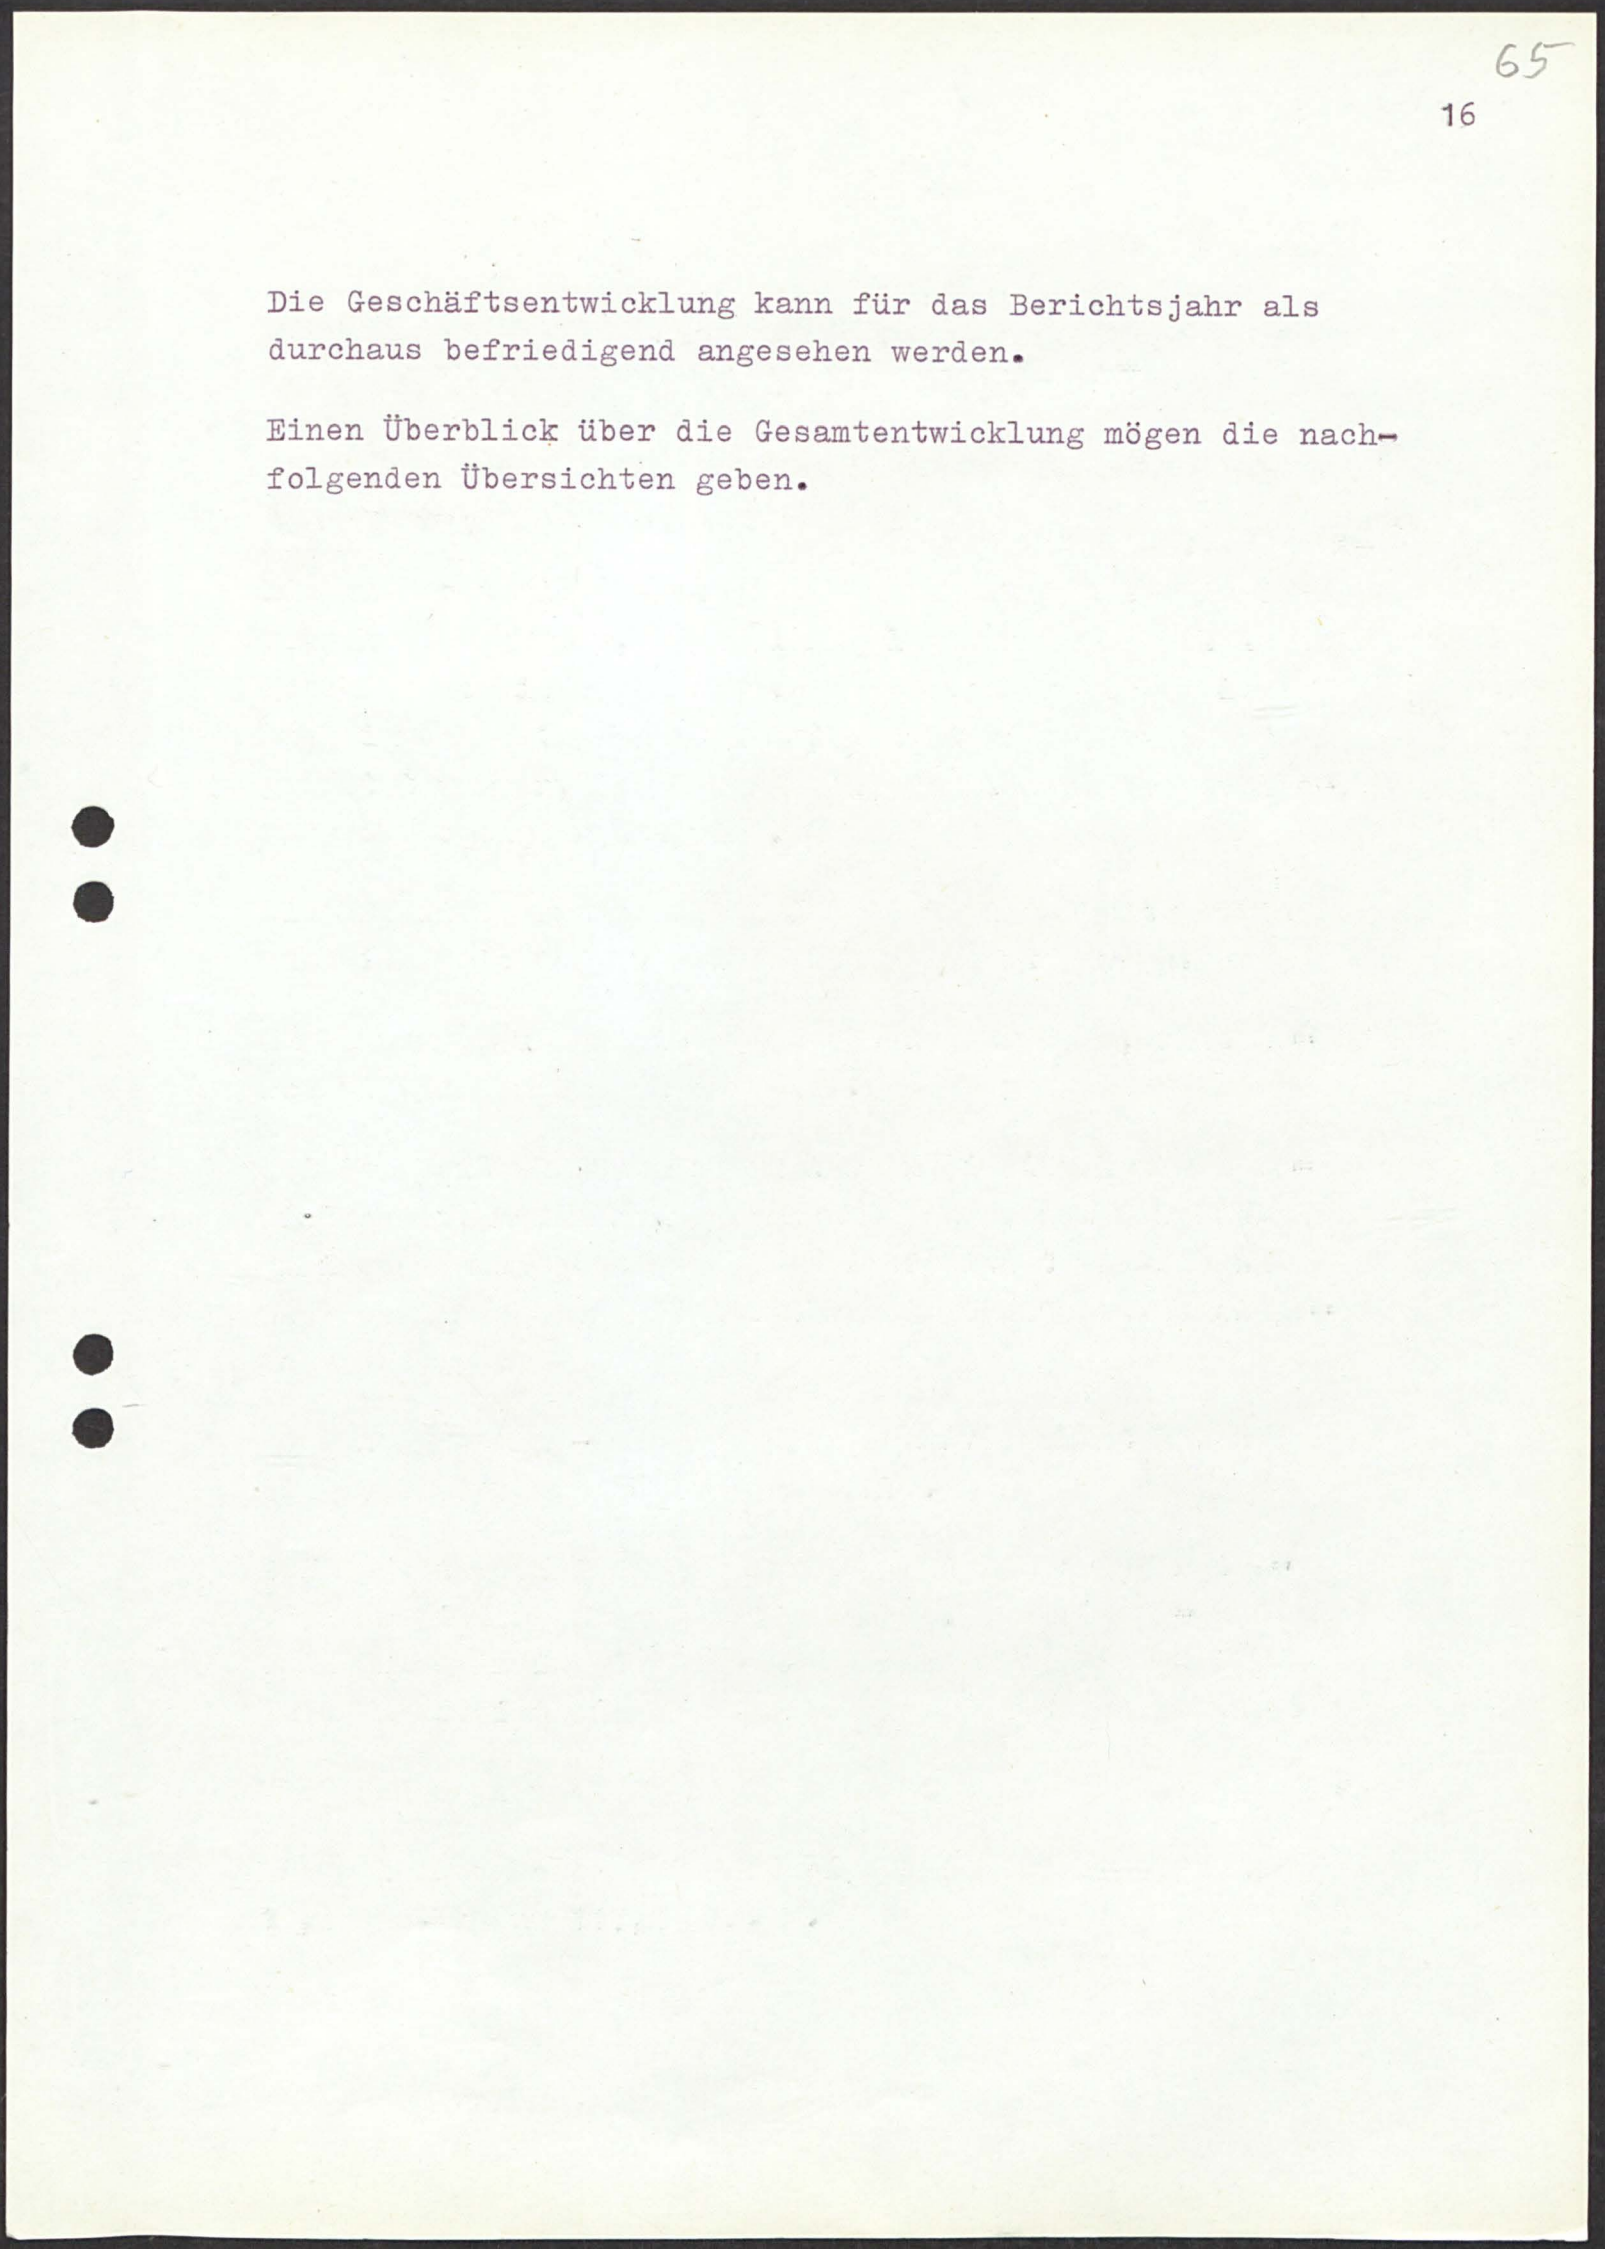 65
16
Die Geschäftsentwicklung kann für das Berichtsjahr als
durchaus befriedigend angesehen werden.
Einen Überblick über die Gesamtentwicklung mögen die nach-
folgenden Übersichten geben.